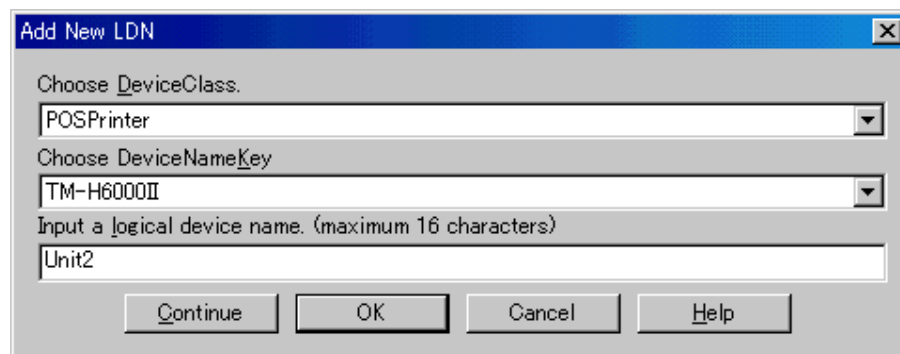 Add New LDN
Choose DeviceClass.
POSPrinter
Choose DeviceNameKey
TM-H6000Ⅱ
Input a logical device name. (maximum 16 characters)
Unit2
Continue OK Cancel Help